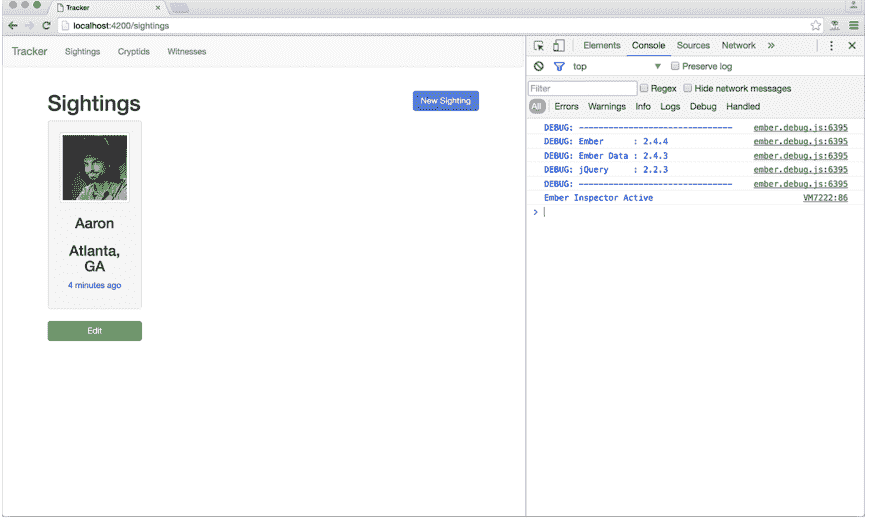 Tracker
localhost:4200/sightings
Tracker Sightings Cryptids Witnesses
Sightings
New Sighting
Aaron
Atlanta,
GA
4 minutes ago
Edit
Elements Console Sources Network »
top Preserve log
Filter Regex Hide network messages
All Errors Warnings Info Logs Debug Handled
DEBUG: ------------------------------- ember.debug.js:6395
DEBUG: Ember : 2.4.4 ember.debug.js:6395
DEBUG: Ember Data : 2.4.3 ember.debug.js:6395
DEBUG: jQuery : 2.2.3 ember.debug.js:6395
DEBUG: ------------------------------- ember.debug.js:6395
Ember Inspector Active VM7222:86
>